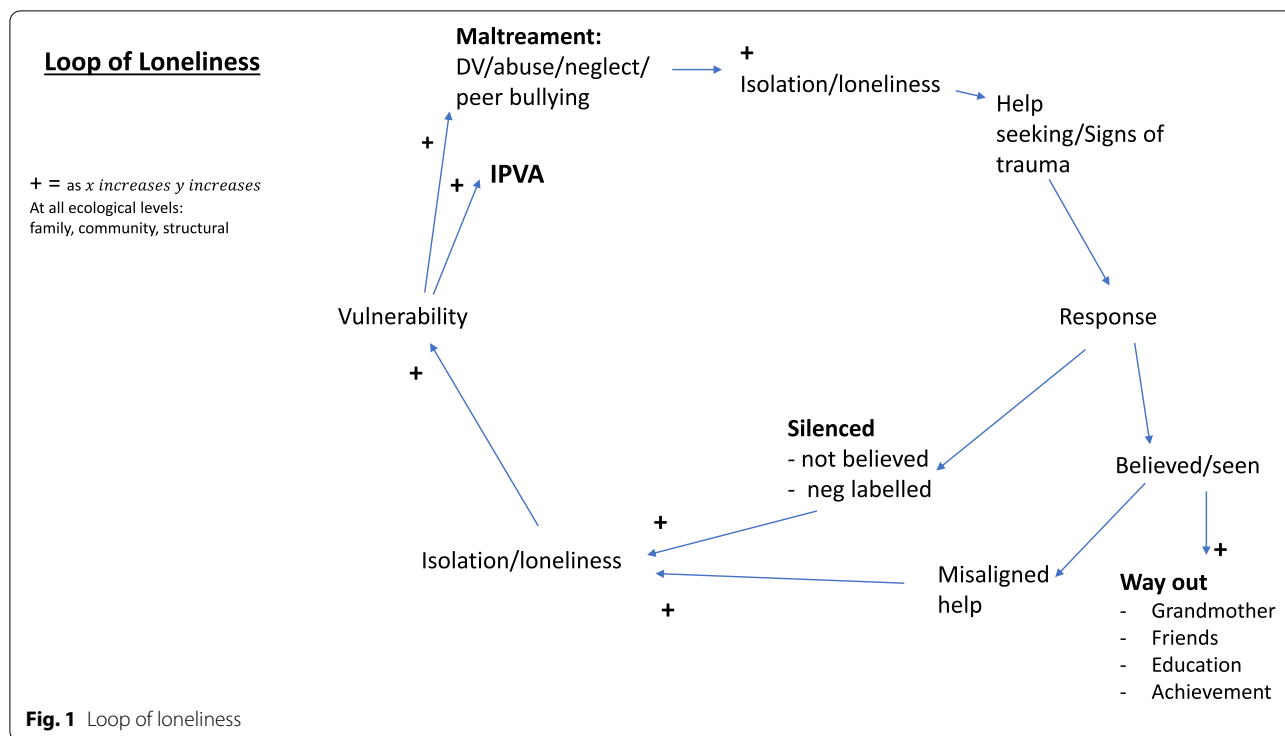 Loop of Loneliness
+ = as x increases y increases
At all ecological levels:
family, community, structural
Maltreament:
DV/abuse/neglect/
peer bullying
+
Isolation/loneliness
Help
seeking/Signs of
trauma
+
+
IPVA
Vulnerability
+
Response
Silenced
- not believed
- neg labelled
Believed/seen
+
Isolation/loneliness
+
Misaligned
help
+
Way out
- Grandmother
- Friends
- Education
- Achievement
Fig. 1 Loop of loneliness